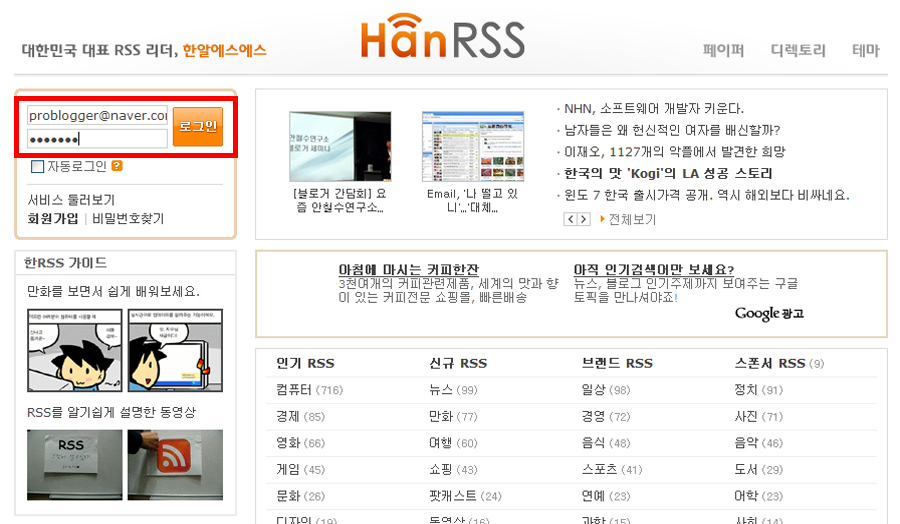 대한민국 대표 RSS 리더, 한알에스에스
HanRSS
페이퍼 디렉토리 테마
problogger@naver.co
로그인
자동로그인
서비스 둘러보기
회원가입 | 비밀번호찾기
[블로거 간담회] 요
즘 안철수연구소...
Email, '나 떨고 있
니'...'대체...
· NHN, 소프트웨어 개발자 키운다.
· 남자들은 왜 헌신적인 여자를 배신할까?
· 이재오, 1127개의 악플에서 발견한 희망
· 한국의 맛 'Kogi'의 LA 성공 스토리
· 윈도 7 한국 출시가격 공개. 역시 해외보다 비싸네요.
전체보기
한RSS 가이드
만화를 보면서 쉽게 배워보세요.
RSS를 알기쉽게 설명한 동영상
RSS
아침에 마시는 커피한잔
3천여개의 커피관련제품, 세계의 맛과 향
이 있는 커피전문 쇼핑몰, 빠른배송
아직 인기검색어만 보세요?
뉴스, 블로그 인기주제까지 보여주는 구글
토픽을 만나셔야죠!
Google 광고
인기 RSS 신규 RSS 브랜드 RSS 스폰서 RSS (9)
컴퓨터 (716) 뉴스 (99) 일상 (98) 정치 (91)
경제 (85) 만화 (77) 경영 (72) 사진 (71)
영화 (66) 여행 (60) 음식 (48) 음악 (46)
게임 (45) 쇼핑 (43) 스포츠 (41) 도서 (29)
문화 (26) 팟캐스트 (24) 연예 (23) 어학 (23)
디자인 (19) 동영상 (16) 과학 (15) 사회 (14)